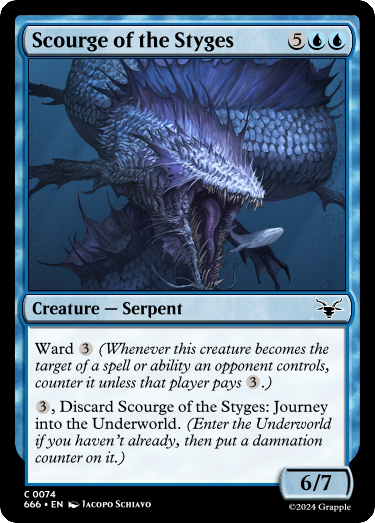 Scourge of the Styges 5
Creature — Serpent
Ward 3 (Whenever this creature becomes the
target of a spell or ability an opponent controls,
counter it unless that player pays 3.)
3, Discard Scourge of the Styges: Journey
into the Underworld. (Enter the Underworld
if you haven't already, then put a damnation
counter on it.)
6/7
C 0074
666 • EN Jacopo Schiavo
©2024 Grapple